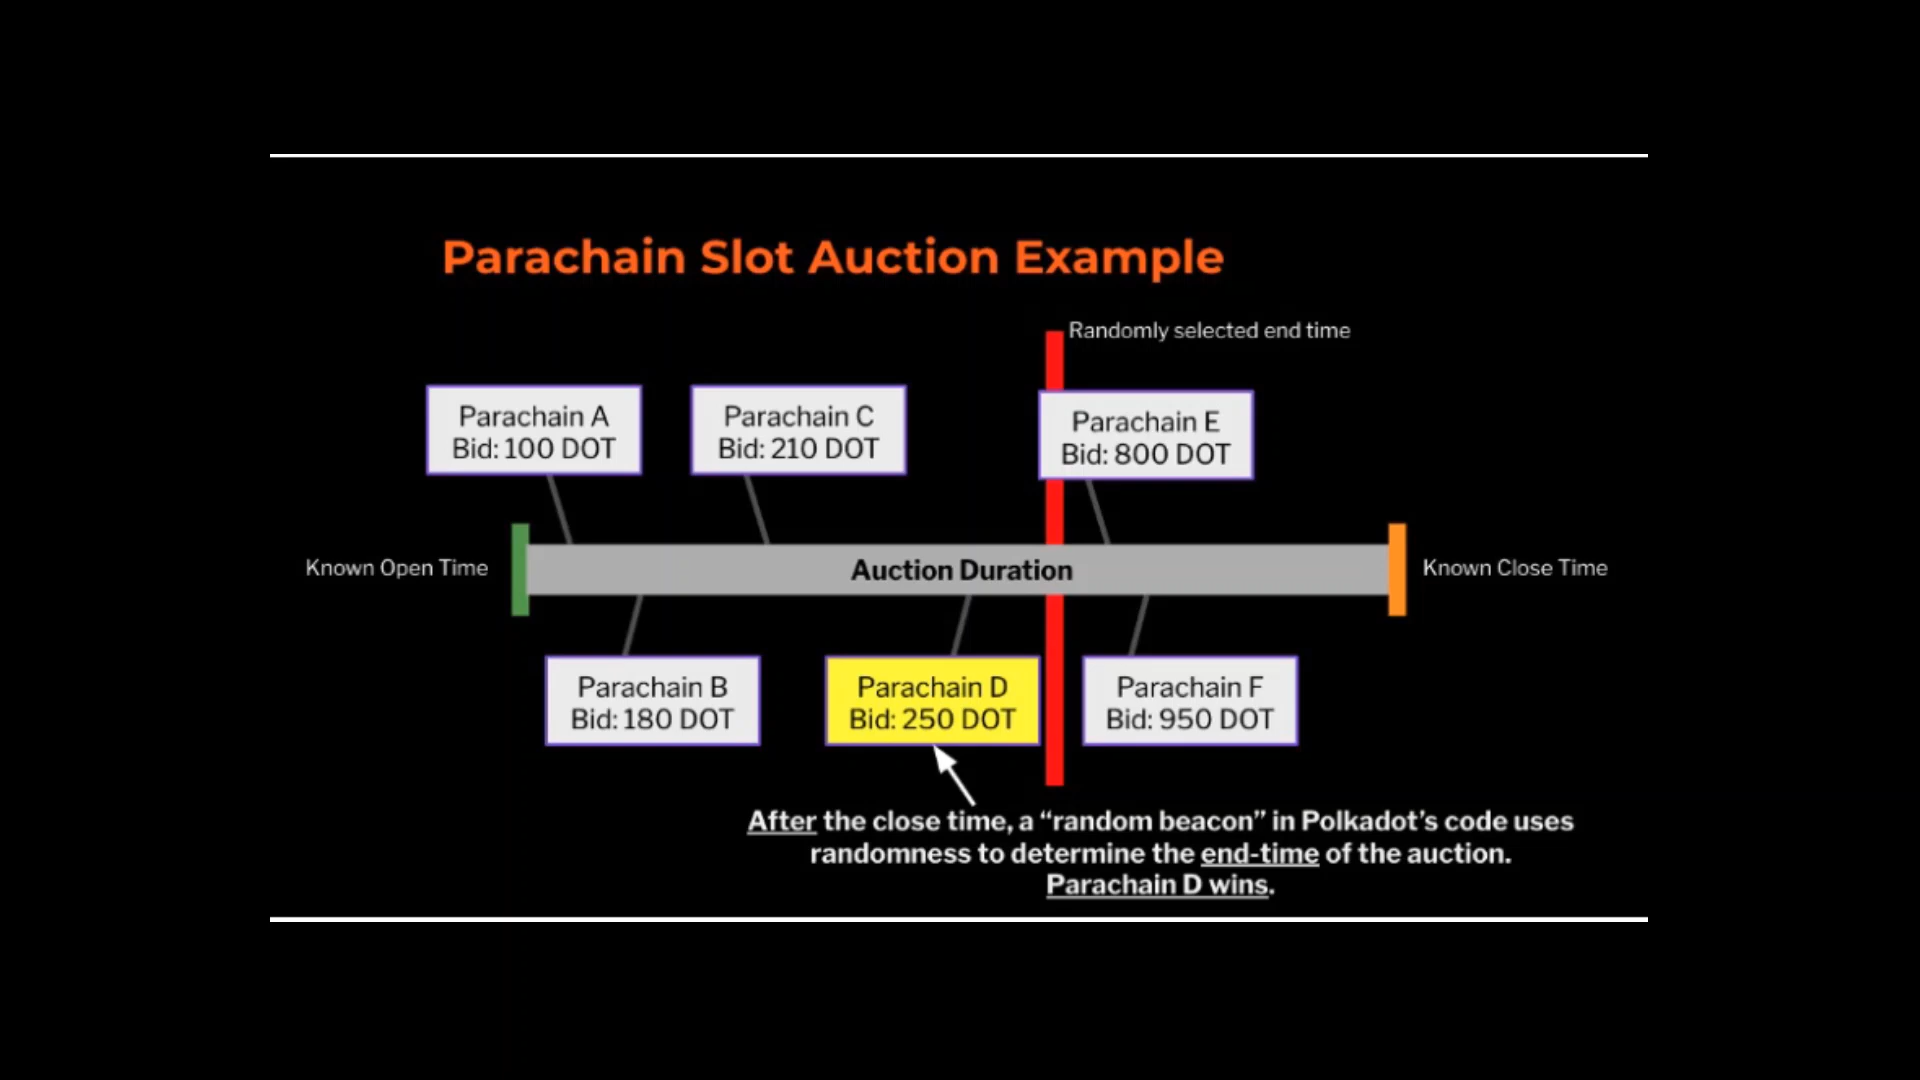 Parachain Slot Auction Example
Randomly selected end time
Parachain A
Bid: 100 DOT
Parachain C
Bid: 210 DOT
Parachain E
Bid: 800 DOT
Known Open Time
Auction Duration
Known Close Time
Parachain B
Bid: 180 DOT
Parachain D
Bid: 250 DOT
Parachain F
Bid: 950 DOT
After the close time, a “random beacon” in Polkadot’s code uses
randomness to determine the end-time of the auction.
Parachain D wins.